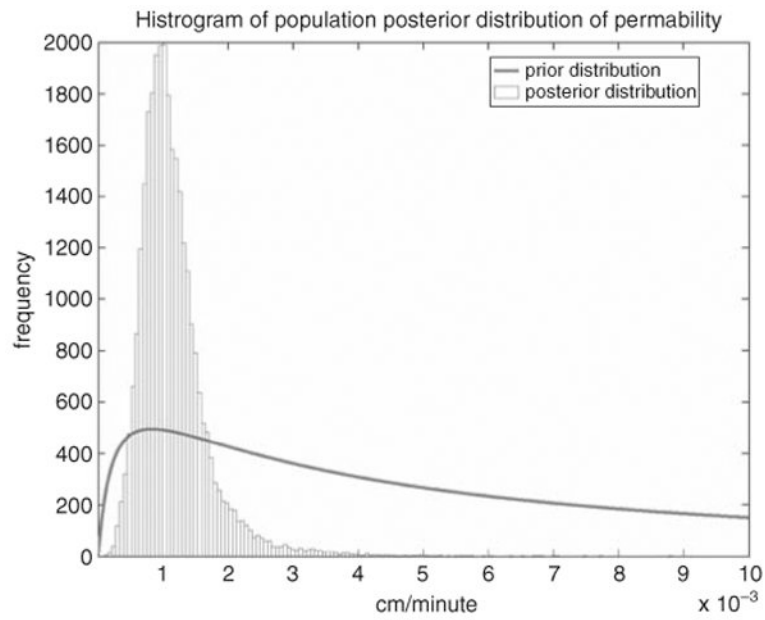 Histrogram of population posterior distribution of permability
prior distribution
posterior distribution
frequency
2000
1800
1600
1400
1200
1000
800
600
400
200
0
1 2 3 4 5 6 7 8 9 10
cm/minute
x 10⁻³